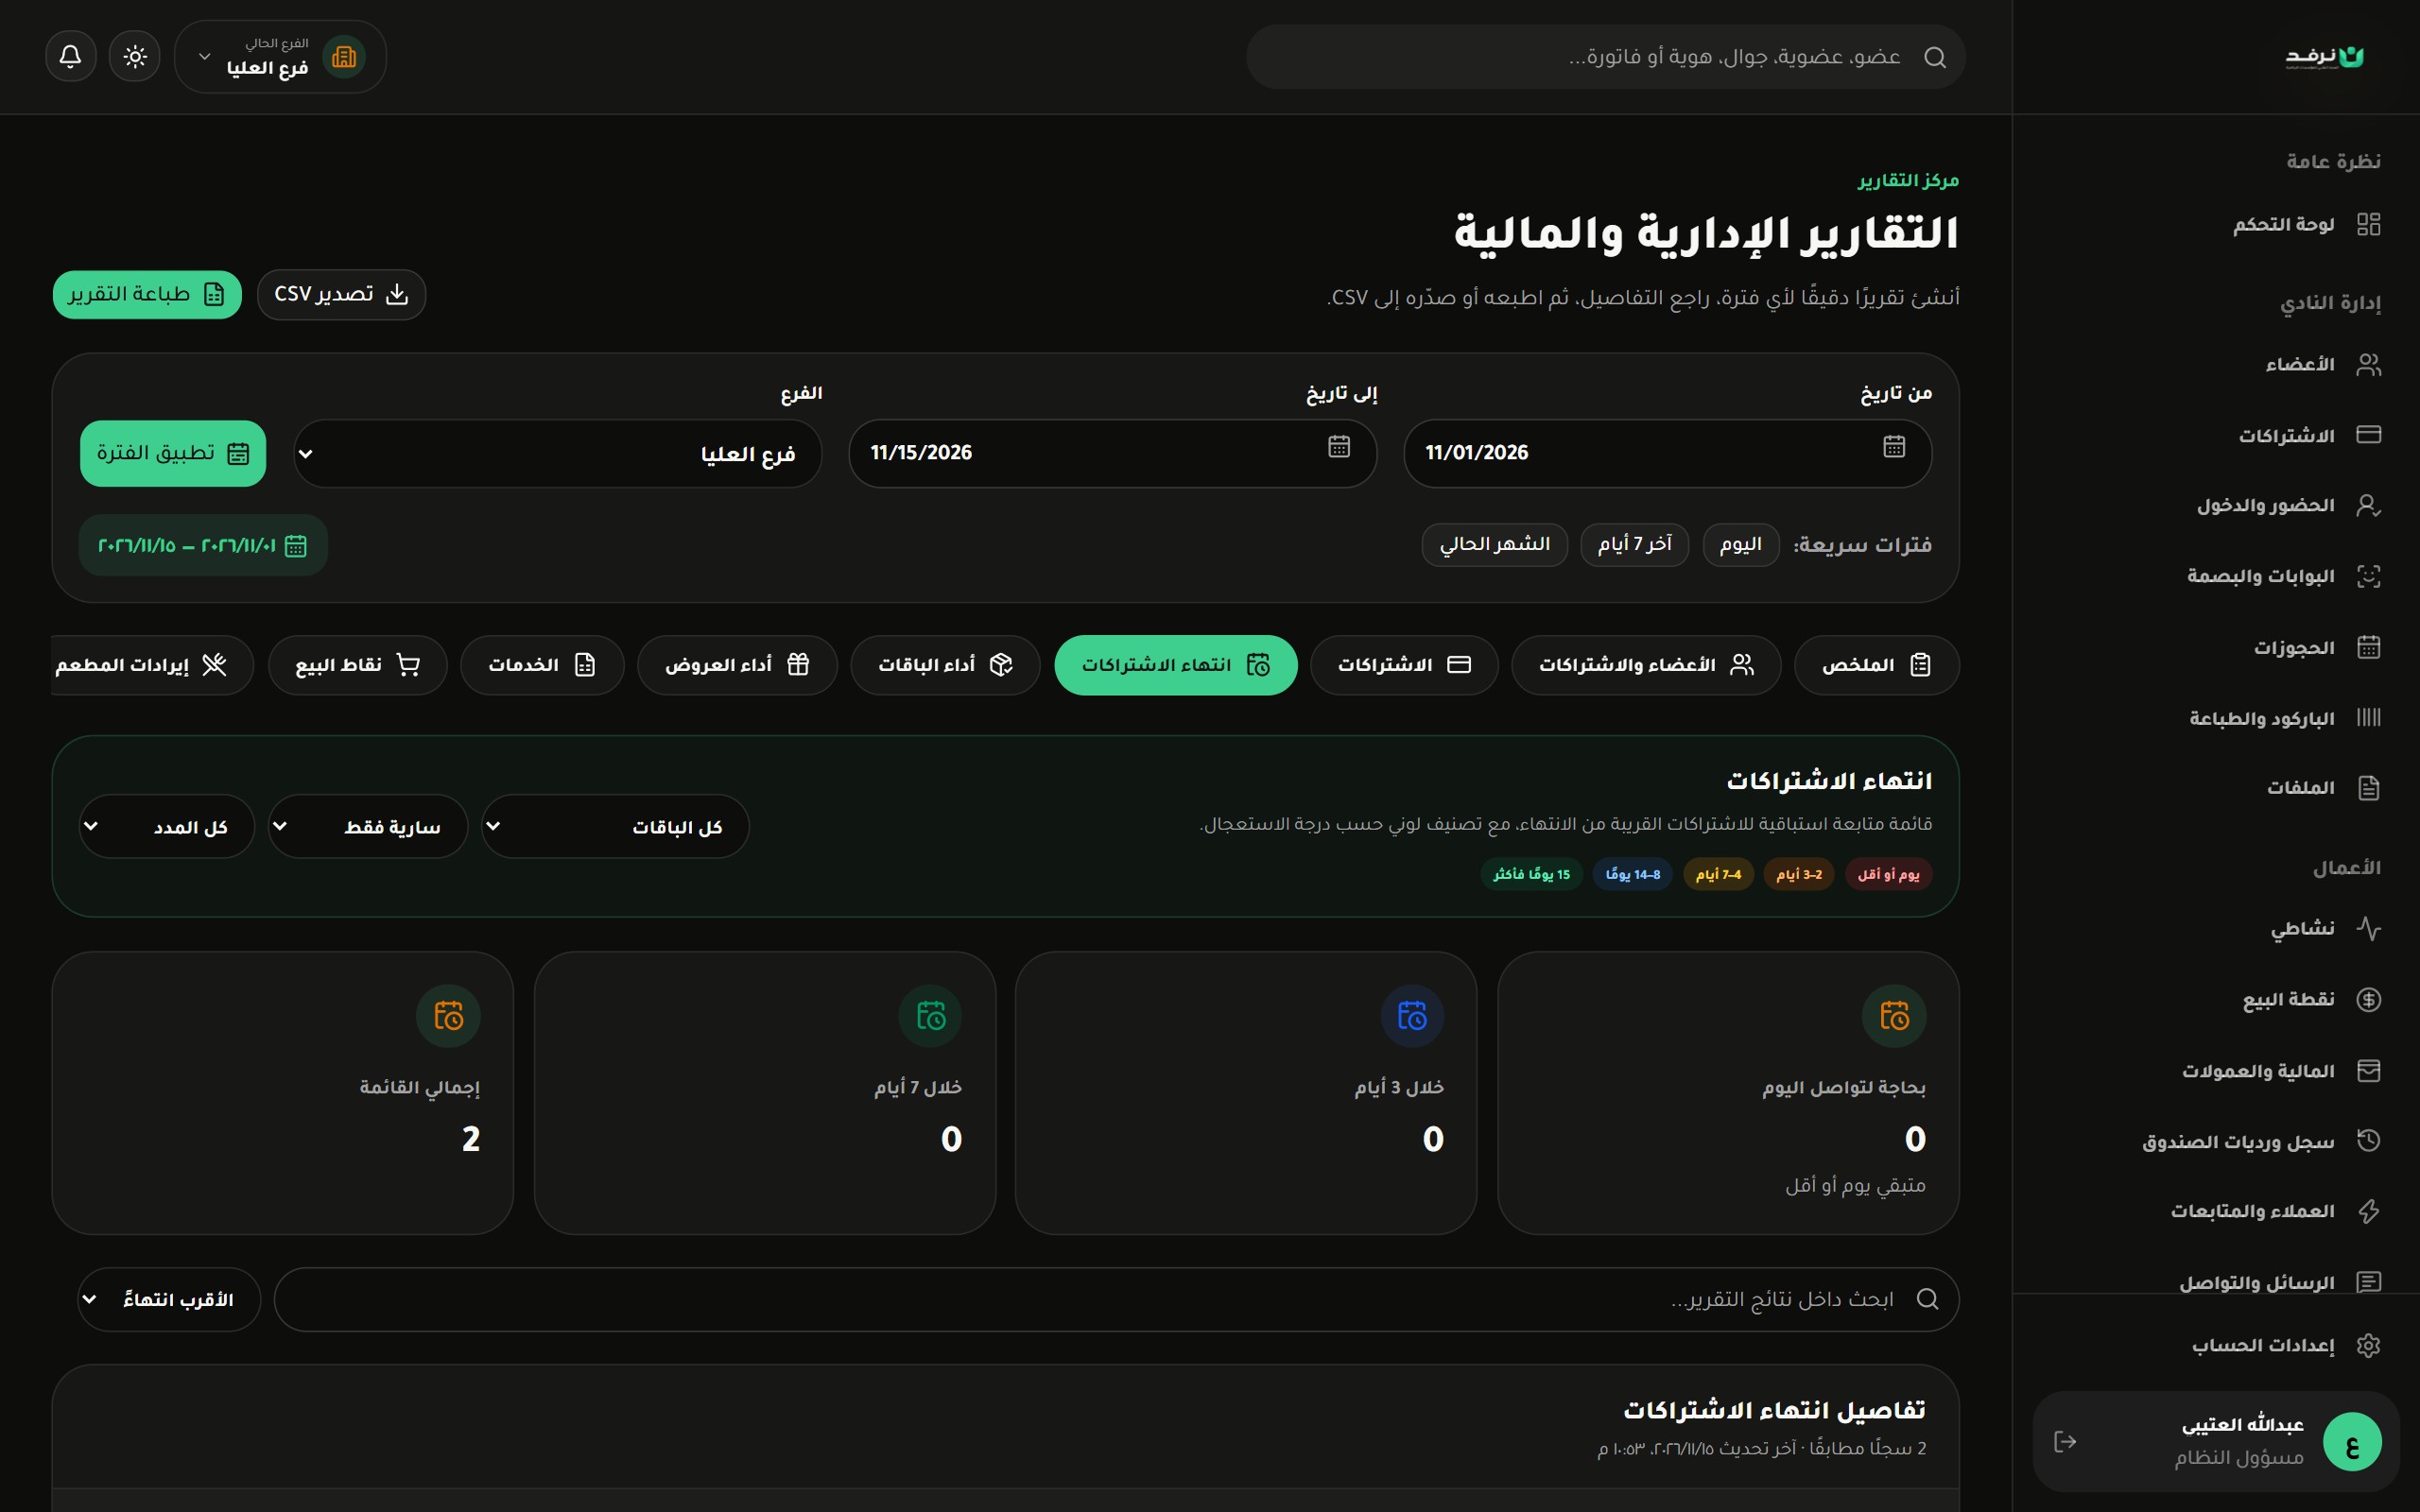 نرفد
عضو، عضوية، جوال، هوية أو فاتورة...
الفرع الحالي
فرع العليا
نظرة عامة
لوحة التحكم
إدارة النادي
الأعضاء
الاشتراكات
الحضور والدخول
البوابات والبصمة
الحجوزات
الباركود والطباعة
الملفات
الأعمال
نشاطي
نقطة البيع
المالية والعمولات
سجل ورديات الصندوق
العملاء والمتابعات
الرسائل والتواصل
إعدادات الحساب
ع
عبدالله العتيبي
مسؤول النظام
مركز التقارير
التقارير الإدارية والمالية
أنشئ تقريرًا دقيقًا لأي فترة، راجع التفاصيل، ثم اطبعه أو صدّره إلى CSV.
تصدير CSV
طباعة التقرير
من تاريخ
11/01/2026
إلى تاريخ
11/15/2026
الفرع
فرع العليا
تطبيق الفترة
فترات سريعة: اليوم آخر 7 أيام الشهر الحالي
٢٠٢٦/١١/٠١ – ٢٠٢٦/١١/١٥
الملخص الأعضاء والاشتراكات الاشتراكات انتهاء الاشتراكات أداء الباقات أداء العروض الخدمات نقاط البيع إيرادات المطعم
انتهاء الاشتراكات
قائمة متابعة استباقية للاشتراكات القريبة من الانتهاء، مع تصنيف لوني حسب درجة الاستعجال.
يوم أو أقل 2–3 أيام 4–7 أيام 8–14 يومًا 15 يومًا فأكثر
كل الباقات سارية فقط كل المدد
بحاجة لتواصل اليوم
0
متبقي يوم أو أقل
خلال 3 أيام
0
خلال 7 أيام
0
إجمالي القائمة
2
ابحث داخل نتائج التقرير...
الأقرب انتهاءً
تفاصيل انتهاء الاشتراكات
2 سجلًا مطابقًا · آخر تحديث ٢٠٢٦/١١/١٥، ١٠:٥٣ م